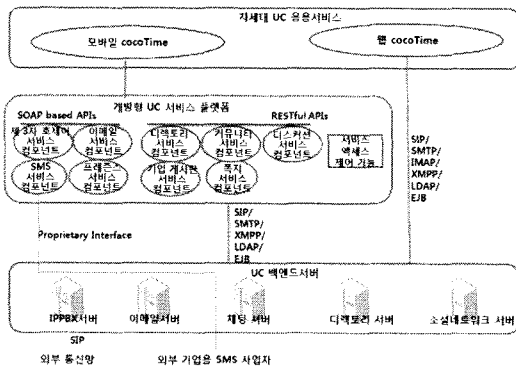 차세대 UC 응용서비스
모바일 cocoTime
웹 cocoTime
개방형 UC 서비스 플랫폼
SOAP based APIs
RESTful APIs
제 3자 호제어
서비스
컴포넌트
이메일
서비스
컴포넌트
디렉토리
서비스
컴포넌트
커뮤니티
서비스
컴포넌트
디스커션
서비스
컴포넌트
서비스
액세스
제어 기능
SMS
서비스
컴포넌트
프레즌스
서비스
컴포넌트
기업 게시판
서비스
컴포넌트
쪽지
서비스
컴포넌트
SIP/
SMTP/
IMAP/
XMPP/
LDAP/
EJB
Proprietary Interface
SIP/
SMTP/
XMPP/
LDAP/
EJB
UC 백엔드서버
IPPBX서버
이메일서버
채팅 서버
디렉토리 서버
소셜네트워크 서버
SIP
외부 통신망
외부 기업용 SMS 사업자